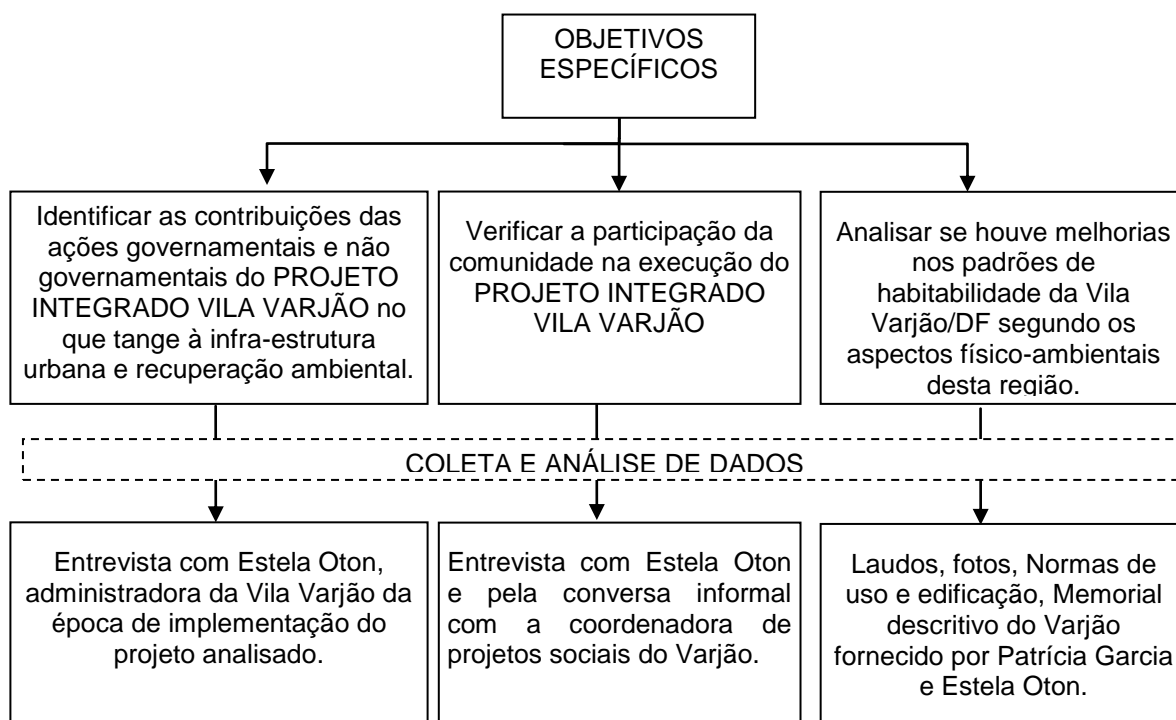 OBJETIVOS
ESPECÍFICOS
Identificar as contribuições das
ações governamentais e não
governamentais do PROJETO
INTEGRADO VILA VARJÃO no
que tange à infra-estrutura
urbana e recuperação ambiental.
Verificar a participação da
comunidade na execução do
PROJETO INTEGRADO
VILA VARJÃO
Analisar se houve melhorias
nos padrões de
habitabilidade da Vila
Varjão/DF segundo os
aspectos físico-ambientais
desta região.
COLETA E ANÁLISE DE DADOS
Entrevista com Estela Oton,
administradora da Vila Varjão da
época de implementação do
projeto analisado.
Entrevista com Estela Oton
e pela conversa informal
com a coordenadora de
projetos sociais do Varjão.
Laudos, fotos, Normas de
uso e edificação, Memorial
descritivo do Varjão
fornecido por Patrícia Garcia
e Estela Oton.